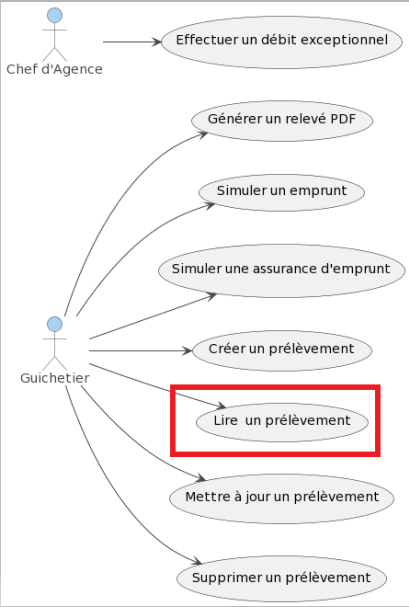 Effectuer un débit exceptionnel
Chef d'Agence
Générer un relevé PDF
Simuler un emprunt
Simuler une assurance d'emprunt
Créer un prélèvement
Guichetier
Lire un prélèvement
Mettre à jour un prélèvement
Supprimer un prélèvement